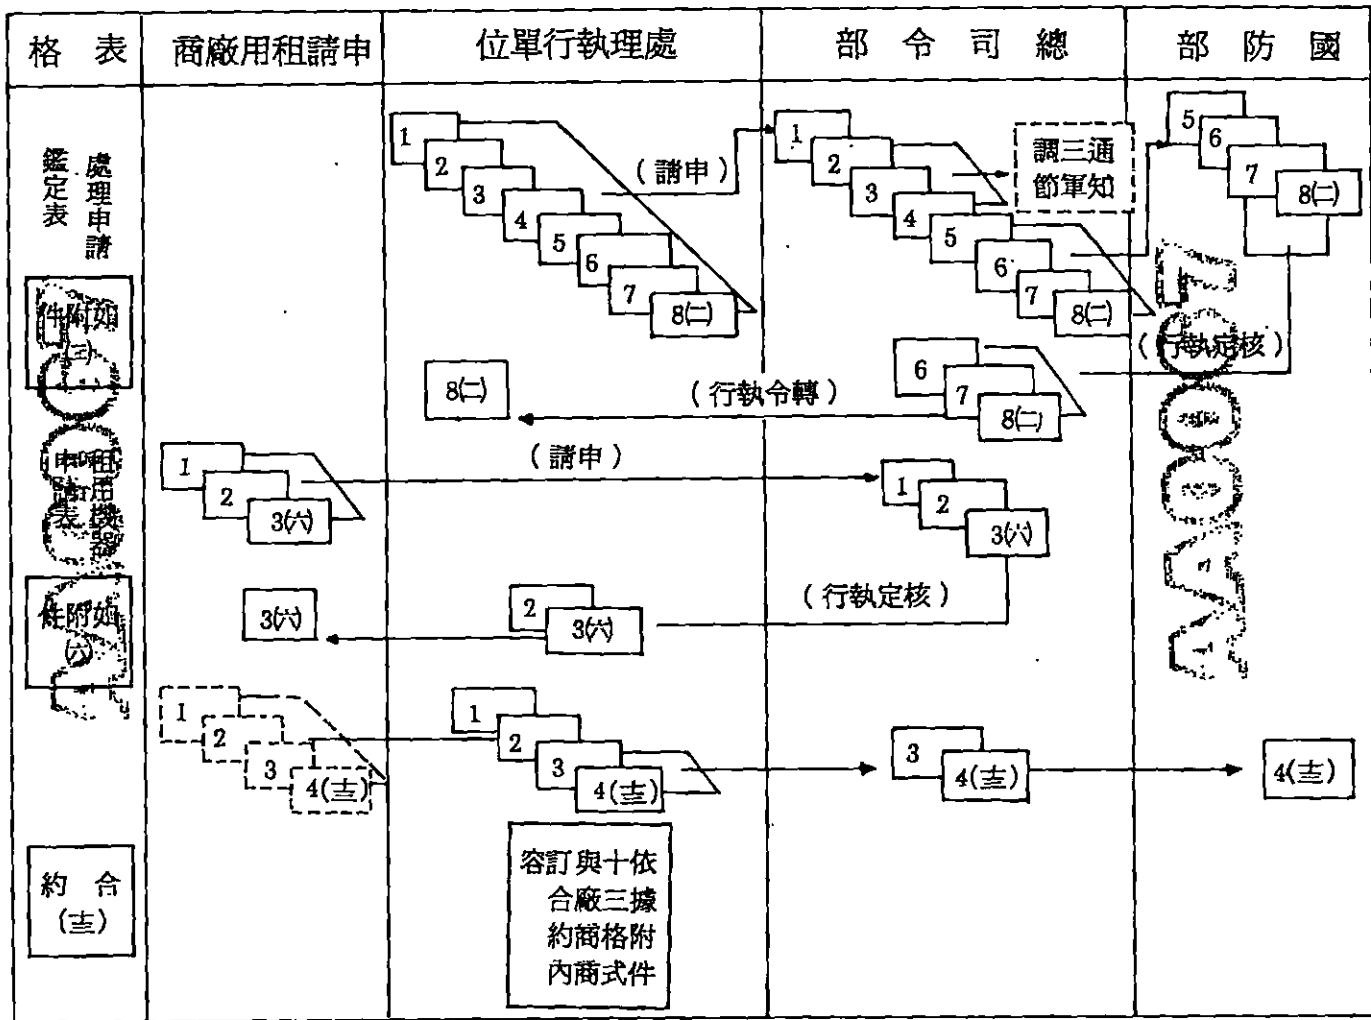 表格
申請租用廠商
處理執行單位
總司令部
國防部
處理申請
鑑定表
如附件
(三)
租用機器
申請表
如附件
(六)
合約
(十三)
1
2
3
4
5
6
7
8(二)
(申請)
1
2
3
4
5
6
7
8(二)
通知
三軍
調節
5
6
7
8(二)
(核定執行)
6
7
8(二)
(轉令執行)
8(二)
1
2
3(六)
(申請)
1
2
3(六)
(核定執行)
2
3(六)
3(六)
1
2
3
4(十三)
1
2
3
4(十三)
3
4(十三)
4(十三)
依據附件
十三格式
與廠商商
訂合約內
容